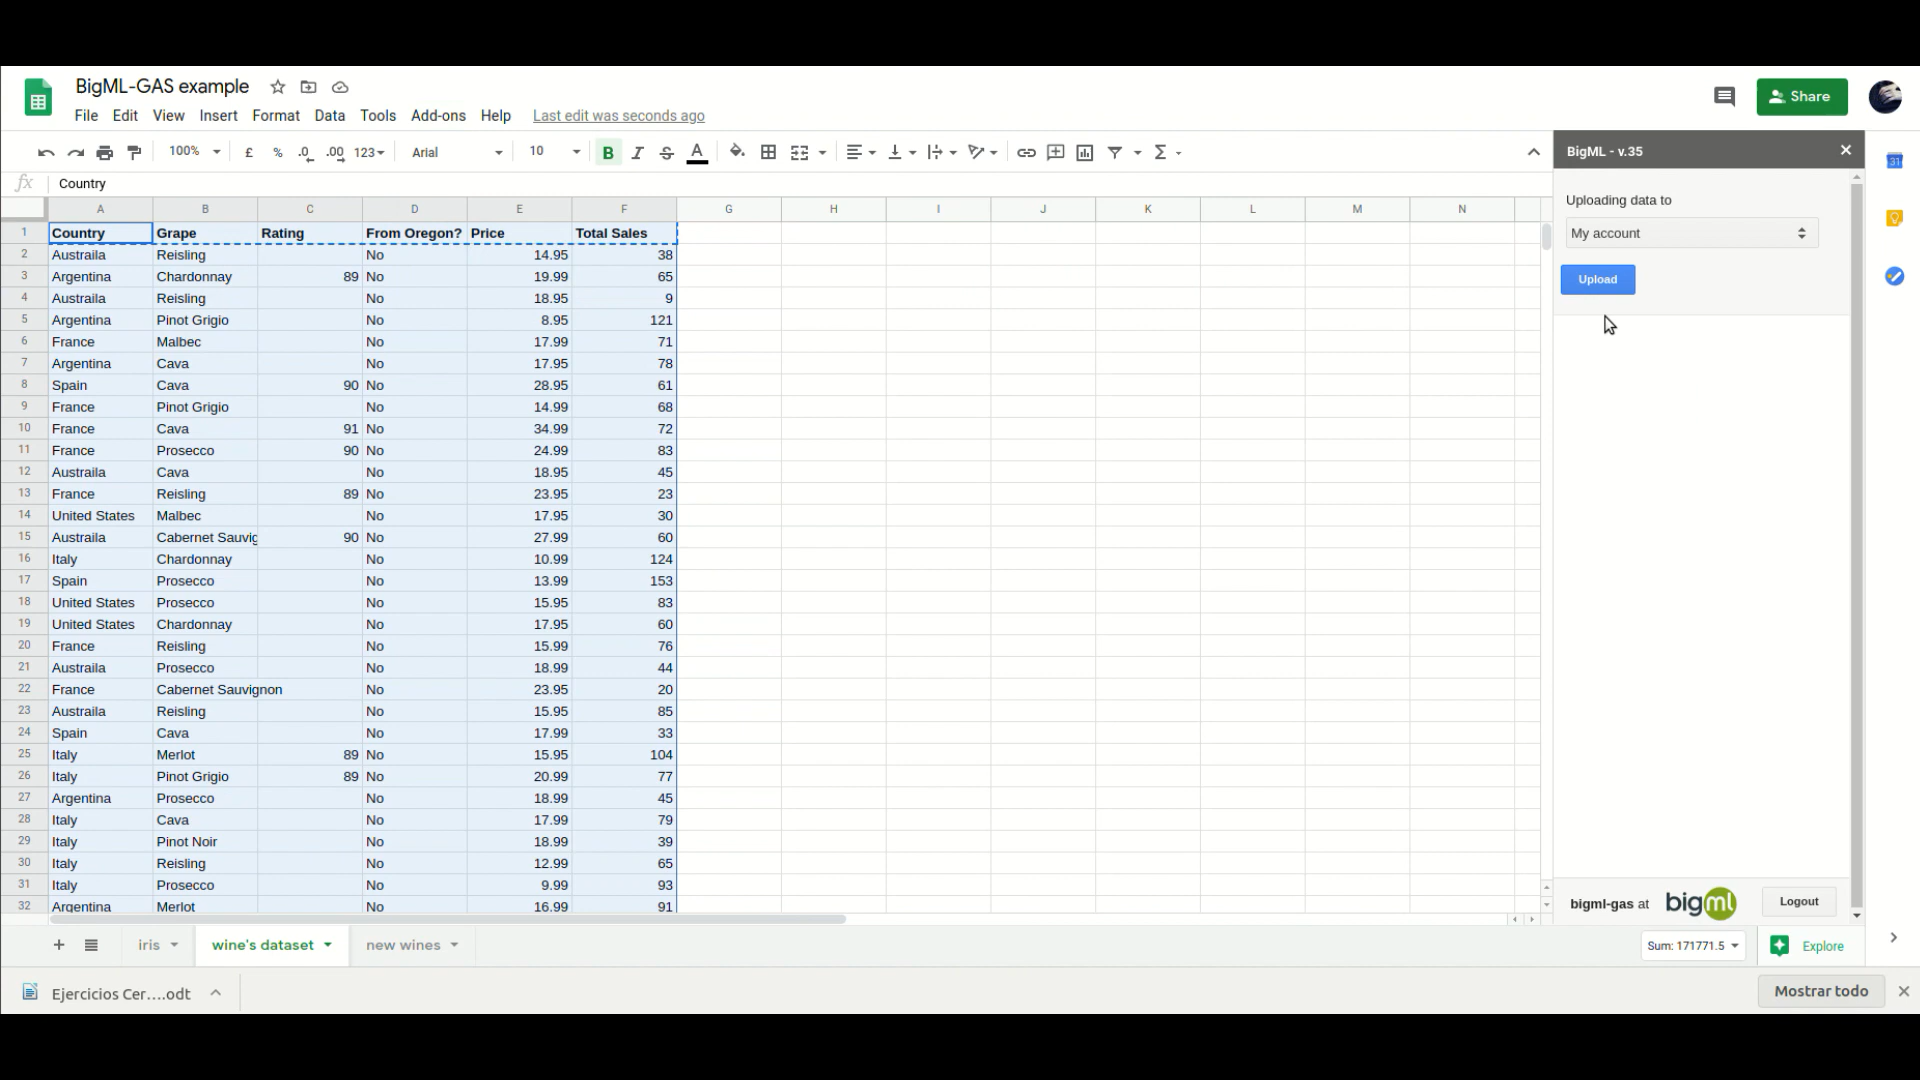 BigML-GAS example
File Edit View Insert Format Data Tools Add-ons Help Last edit was seconds ago
Share
100% £ % .0 .00 123 Arial 10 B I S A Σ
BigML - v.35
fx Country
Uploading data to
My account
Upload
A B C D E F G H I J K L M N
1 Country Grape Rating From Oregon? Price Total Sales
2 Austraila Reisling No 14.95 38
3 Argentina Chardonnay 89 No 19.99 65
4 Austraila Reisling No 18.95 9
5 Argentina Pinot Grigio No 8.95 121
6 France Malbec No 17.99 71
7 Argentina Cava No 17.95 78
8 Spain Cava 90 No 28.95 61
9 France Pinot Grigio No 14.99 68
10 France Cava 91 No 34.99 72
11 France Prosecco 90 No 24.99 83
12 Austraila Cava No 18.95 45
13 France Reisling 89 No 23.95 23
14 United States Malbec No 17.95 30
15 Austraila Cabernet Sauvig 90 No 27.99 60
16 Italy Chardonnay No 10.99 124
17 Spain Prosecco No 13.99 153
18 United States Prosecco No 15.95 83
19 United States Chardonnay No 17.95 60
20 France Reisling No 15.99 76
21 Austraila Prosecco No 18.99 44
22 France Cabernet Sauvignon No 23.95 20
23 Austraila Reisling No 15.95 85
24 Spain Cava No 17.99 33
25 Italy Merlot 89 No 15.95 104
26 Italy Pinot Grigio 89 No 20.99 77
27 Argentina Prosecco No 18.99 45
28 Italy Cava No 17.99 79
29 Italy Pinot Noir No 18.99 39
30 Italy Reisling No 12.99 65
31 Italy Prosecco No 9.99 93
32 Argentina Merlot No 16.99 91
bigml-gas at bigml Logout
iris wine's dataset new wines Sum: 171771.5 Explore
Ejercicios Cer....odt Mostrar todo
31